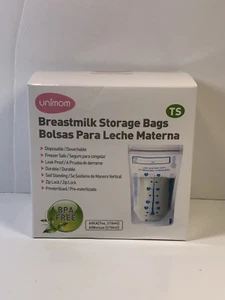 unimom
Breastmilk Storage Bags
Bolsas Para Leche Materna
TS
Disposable / Desechable
Freezer Safe / Seguro para congelar
Leak Proof / A Prueba de derrame
Durable / Durable
Self Standing / Se Sostiene de Manera Vertical
Zip Lock / Zip Lock
Presterilized / Pre-esterilizada
BPA
FREE